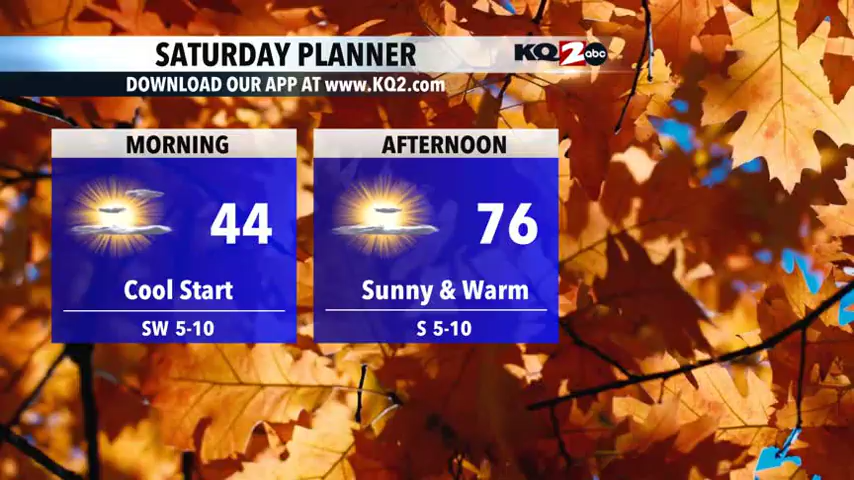 SATURDAY PLANNER
KQ2 abc
DOWNLOAD OUR APP AT www.KQ2.com
MORNING
44
Cool Start
SW 5-10
AFTERNOON
76
Sunny & Warm
S 5-10